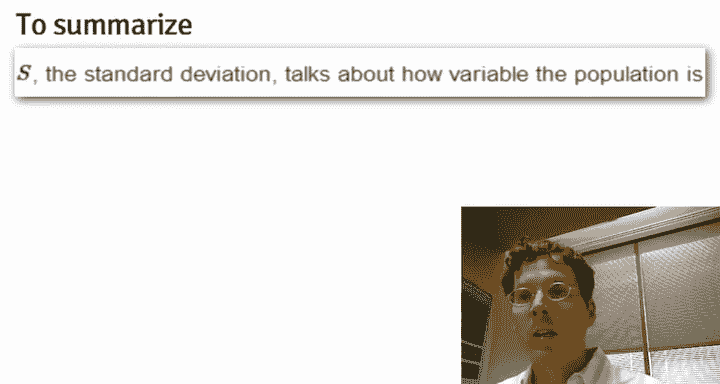 To summarize
S, the standard deviation, talks about how variable the population is